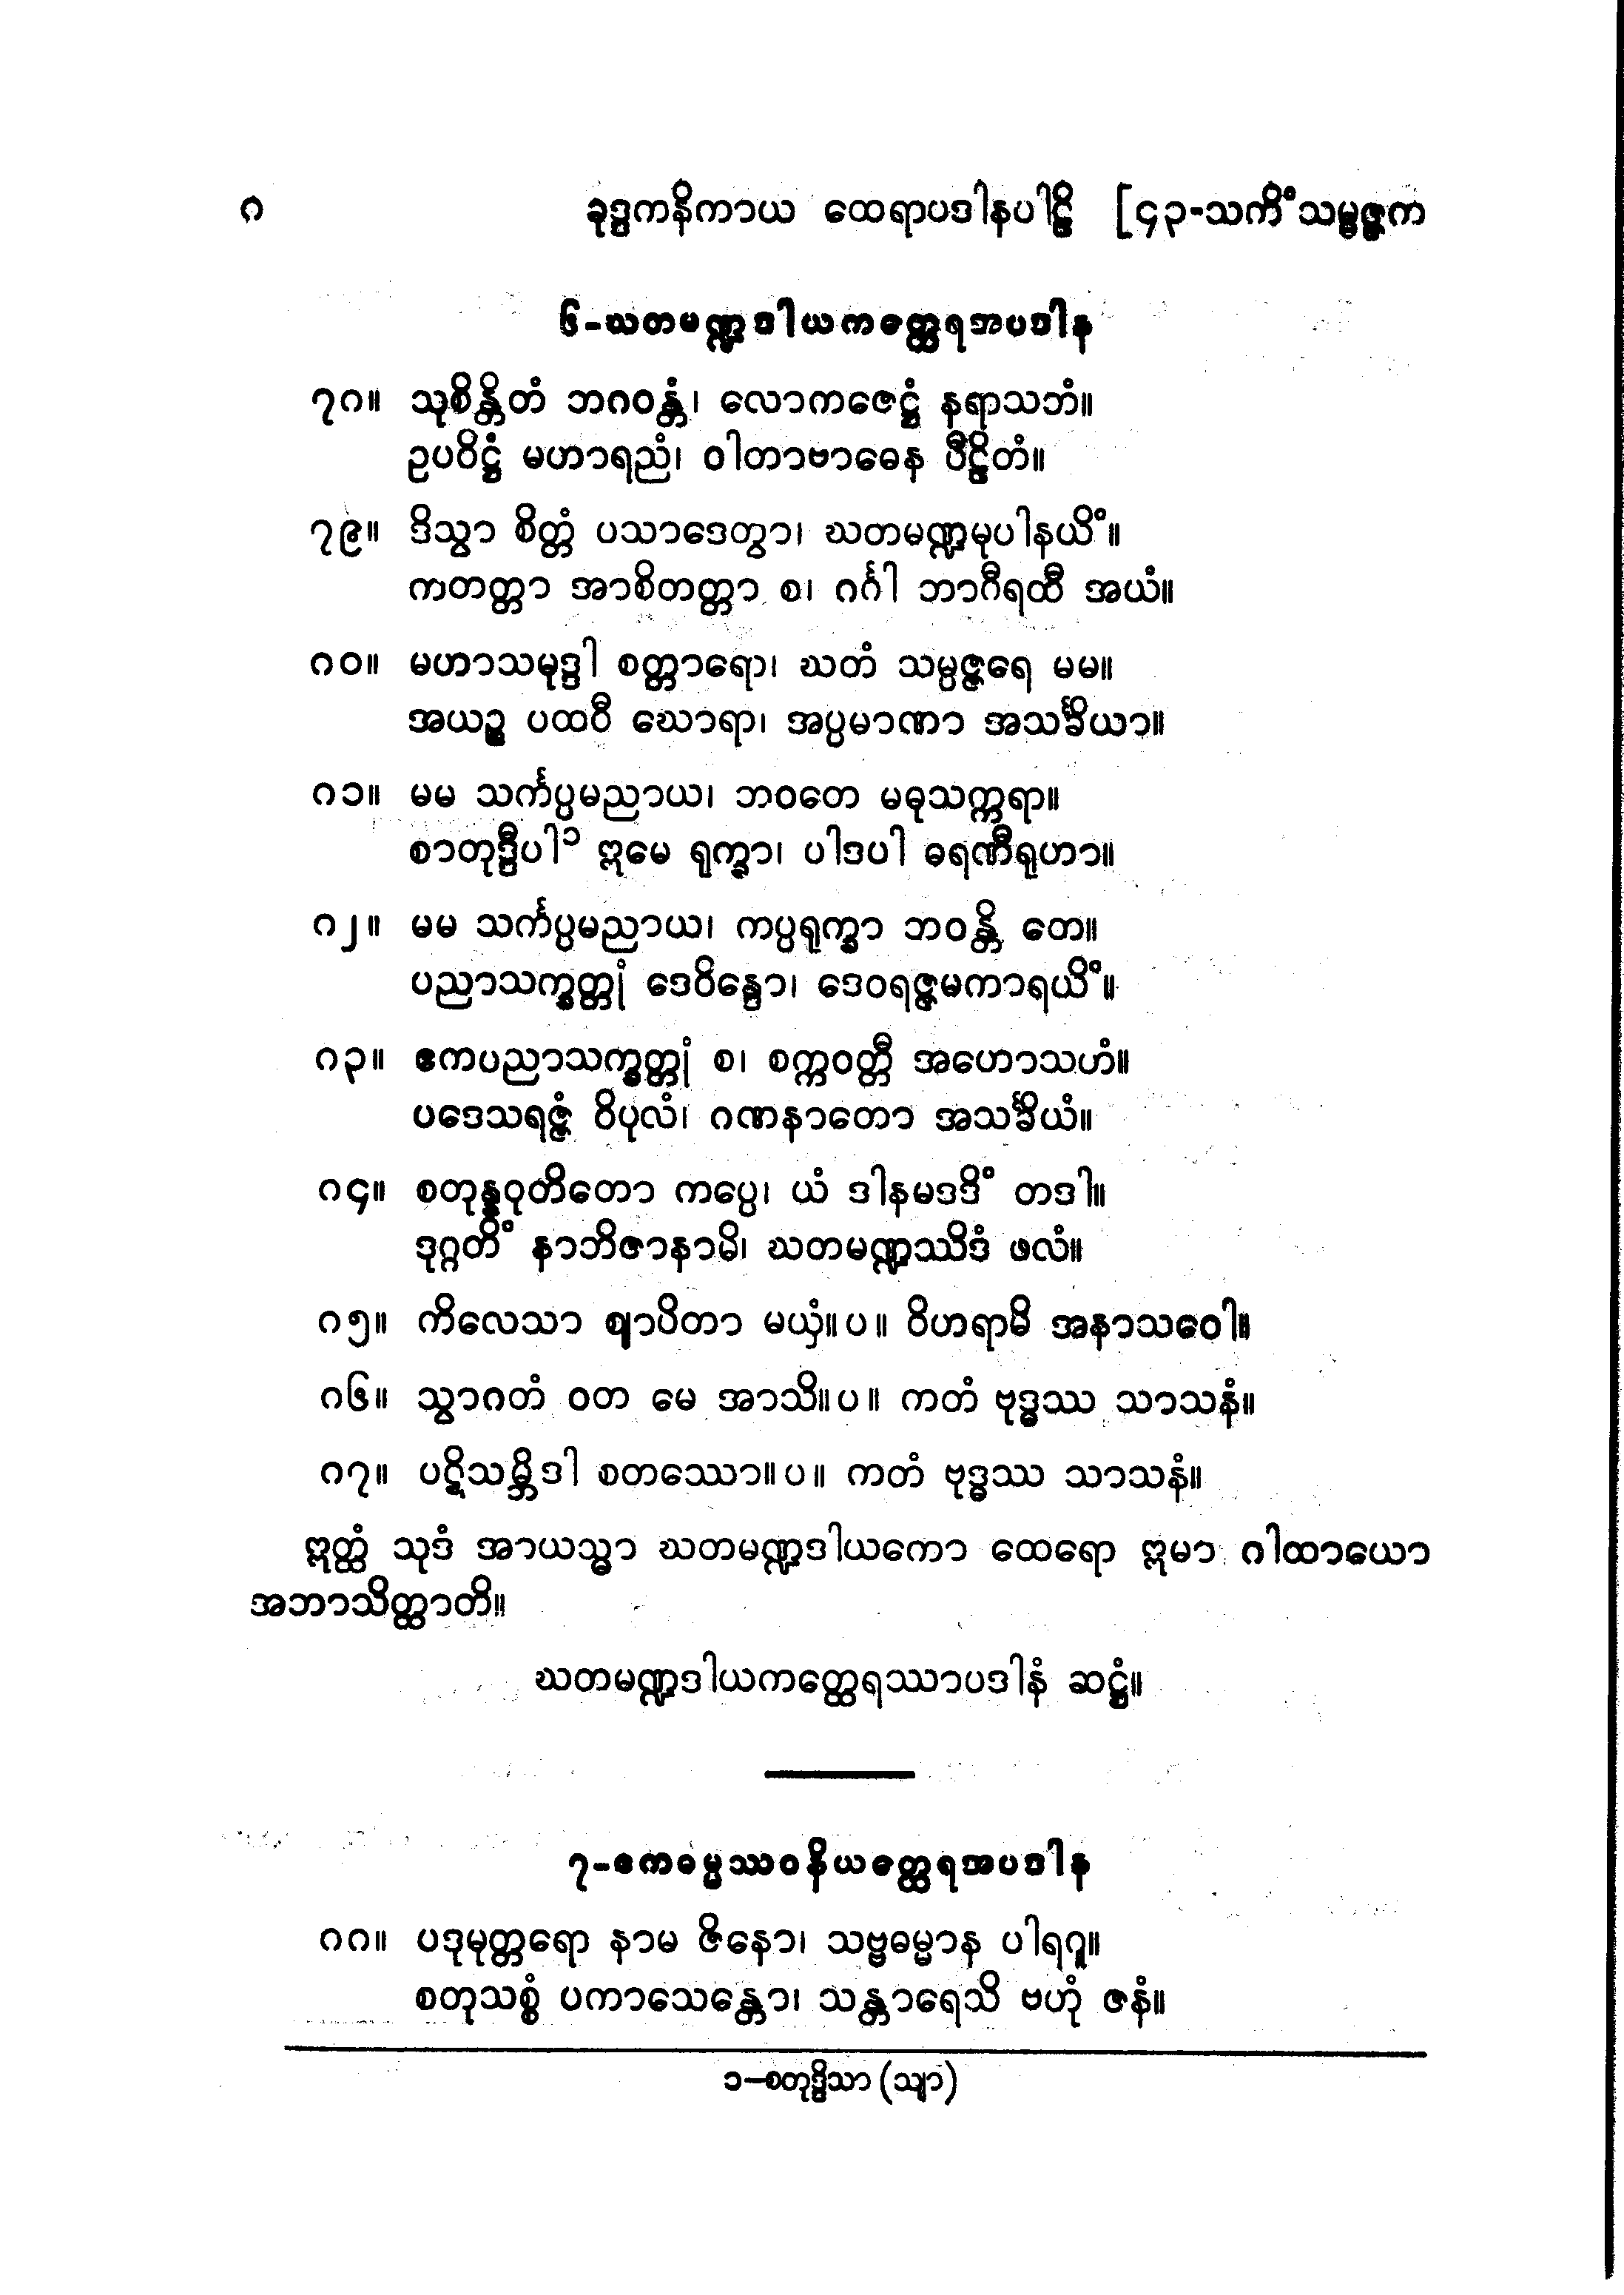 ၈ ခုဒ္ဒကနိကာယ ထေရာပဒါနပါဠိ [၄၃-သကိံသမ္မဇ္ဇက
၆-ဃတမဏ္ဍဒါယကတ္ထေရအပဒါန
၇၈။ သုစိန္တိတံ ဘဂဝန္တံ၊ လောကဇေဋ္ဌံ နရာသဘံ။
ဥပဝိဋ္ဌံ မဟာရညံ၊ ဝါတာဗာဓေန ပီဠိတံ။
၇၉။ ဒိသွာ စိတ္တံ ပသာဒေတွာ၊ ဃတမဏ္ဍမုပါနယိံ။
ကတတ္တာ အာစိတတ္တာ စ၊ ဂင်္ဂါ ဘာဂီရထီ အယံ။
၈၀။ မဟာသမုဒ္ဒါ စတ္တာရော၊ ဃတံ သမ္ပဇ္ဇရေ မမ။
အယဉ္စ ပထဝီ ဃောရာ၊ အပ္ပမာဏာ အသင်္ခိယာ။
၈၁။ မမ သင်္ကပ္ပမညာယ၊ ဘဝတေ မဓုသက္ကရာ။
စာတုဒ္ဒီပါ၁ ဣမေ ရုက္ခာ၊ ပါဒပါ ဓရဏီရုဟာ။
၈၂။ မမ သင်္ကပ္ပမညာယ၊ ကပ္ပရုက္ခာ ဘဝန္တိ တေ။
ပညာသက္ခတ္တုံ ဒေဝိန္ဒော၊ ဒေဝရဇ္ဇမကာရယိံ။
၈၃။ ဧကပညာသက္ခတ္တုံ စ၊ စက္ကဝတ္တီ အဟောသဟံ။
ပဒေသရဇ္ဇံ ဝိပုလံ၊ ဂဏနာတော အသင်္ခိယံ။
၈၄။ စတုန္နဝုတိတော ကပ္ပေ၊ ယံ ဒါနမဒဒိံ တဒါ။
ဒုဂ္ဂတိံ နာဘိဇာနာမိ၊ ဃတမဏ္ဍဿိဒံ ဖလံ။
၈၅။ ကိလေသာ ဈာပိတာ မယှံ။ပ။ ဝိဟရာမိ အနာသဝေါ။
၈၆။ သွာဂတံ ဝတ မေ အာသိ။ပ။ ကတံ ဗုဒ္ဓဿ သာသနံ။
၈၇။ ပဋိသမ္ဘိဒါ စတဿော။ပ။ ကတံ ဗုဒ္ဓဿ သာသနံ။
ဣတ္ထံ သုဒံ အာယသ္မာ ဃတမဏ္ဍဒါယကော ထေရော ဣမာ ဂါထာယော
အဘာသိတ္ထာတိ။
ဃတမဏ္ဍဒါယကတ္ထေရဿာပဒါနံ ဆဋ္ဌံ။
၇-ဧကဓမ္မဿဝနိယတ္ထေရအပဒါန
၈၈။ ပဒုမုတ္တရော နာမ ဇိနော၊ သဗ္ဗဓမ္မာန ပါရဂူ။
စတုသစ္စံ ပကာသေန္တော၊ သန္တာရေသိ ဗဟုံ ဇနံ။
၁−စတုဒ္ဒိသာ (သျာ)